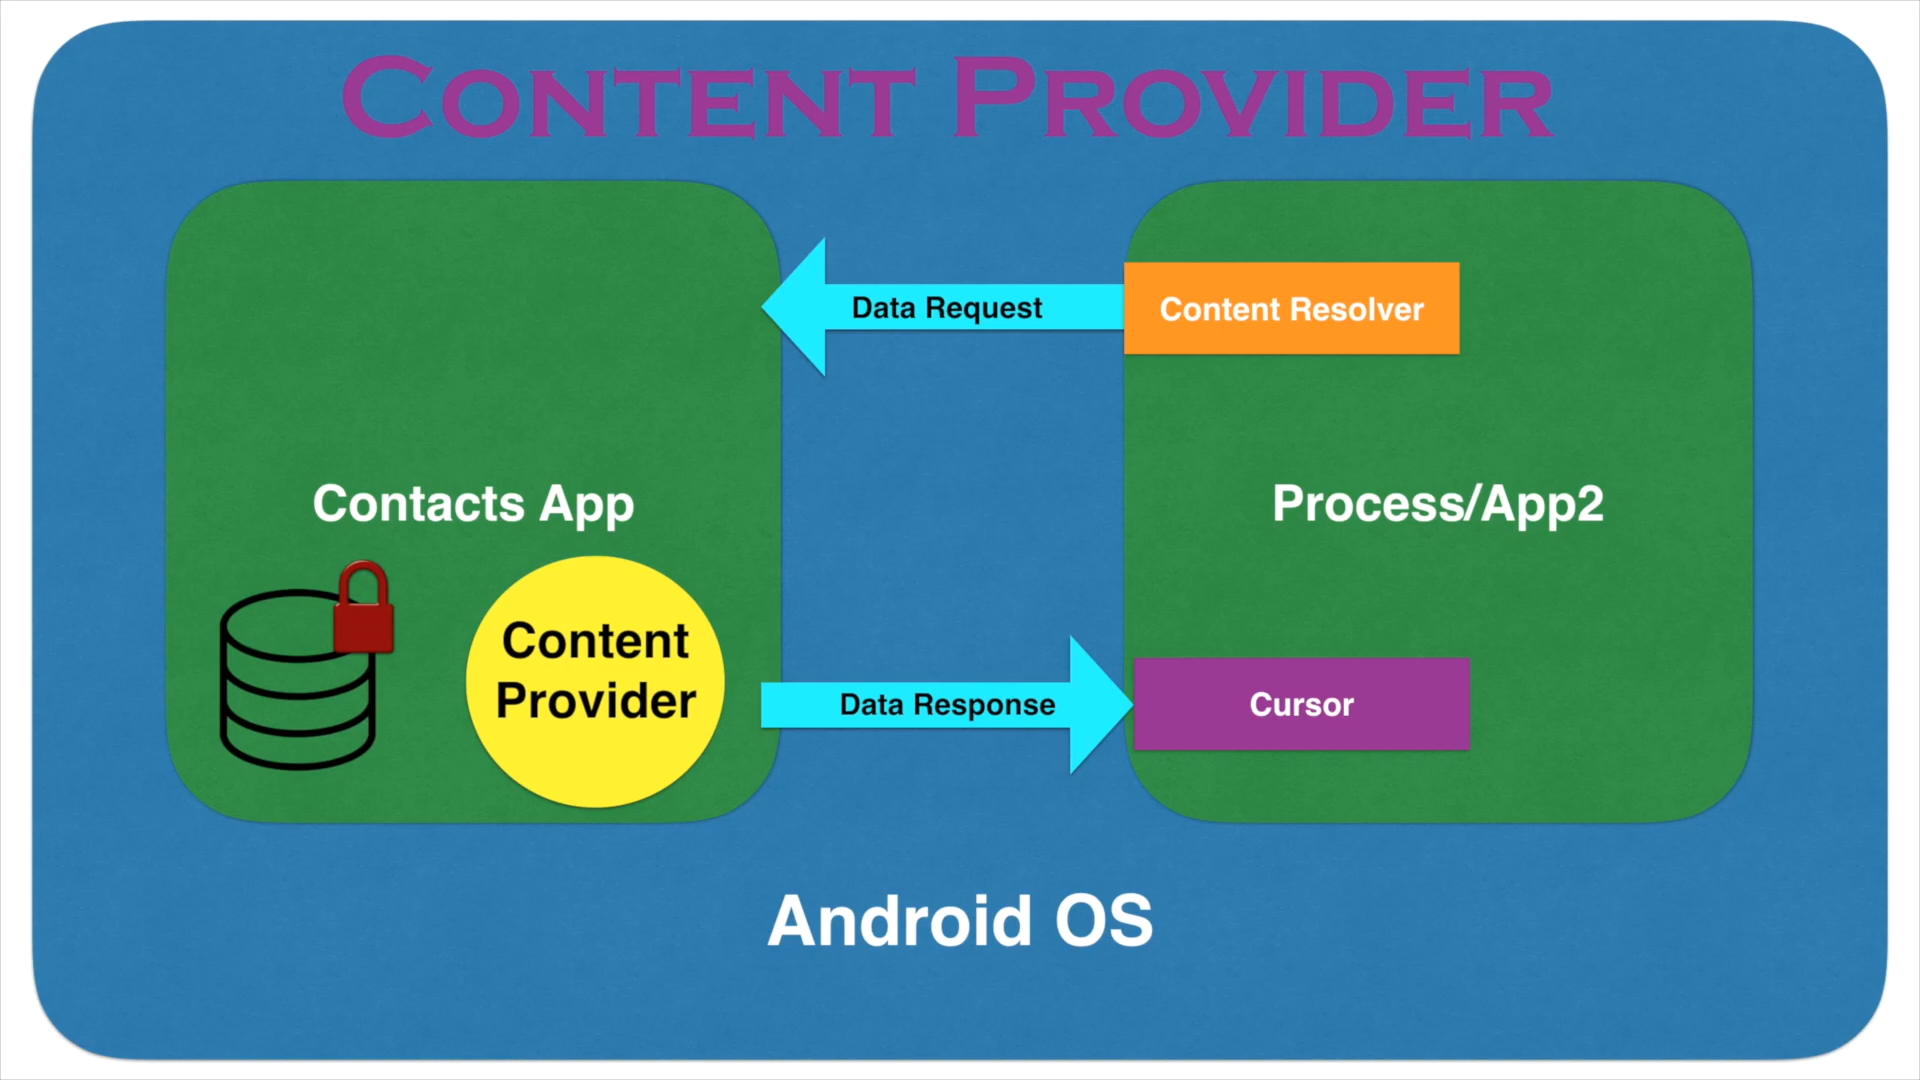 CONTENT PROVIDER
Data Request
Content Resolver
Contacts App
Process/App2
Content
Provider
Data Response
Cursor
Android OS